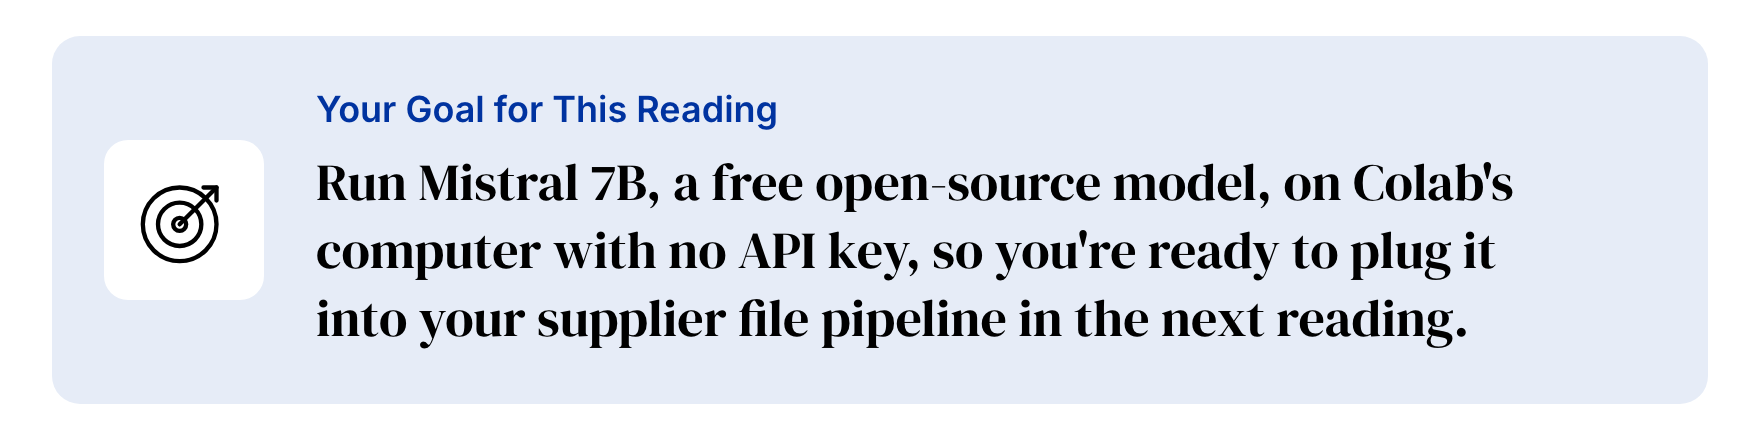 Your Goal for This Reading
Run Mistral 7B, a free open-source model, on Colab's
computer with no API key, so you're ready to plug it
into your supplier file pipeline in the next reading.